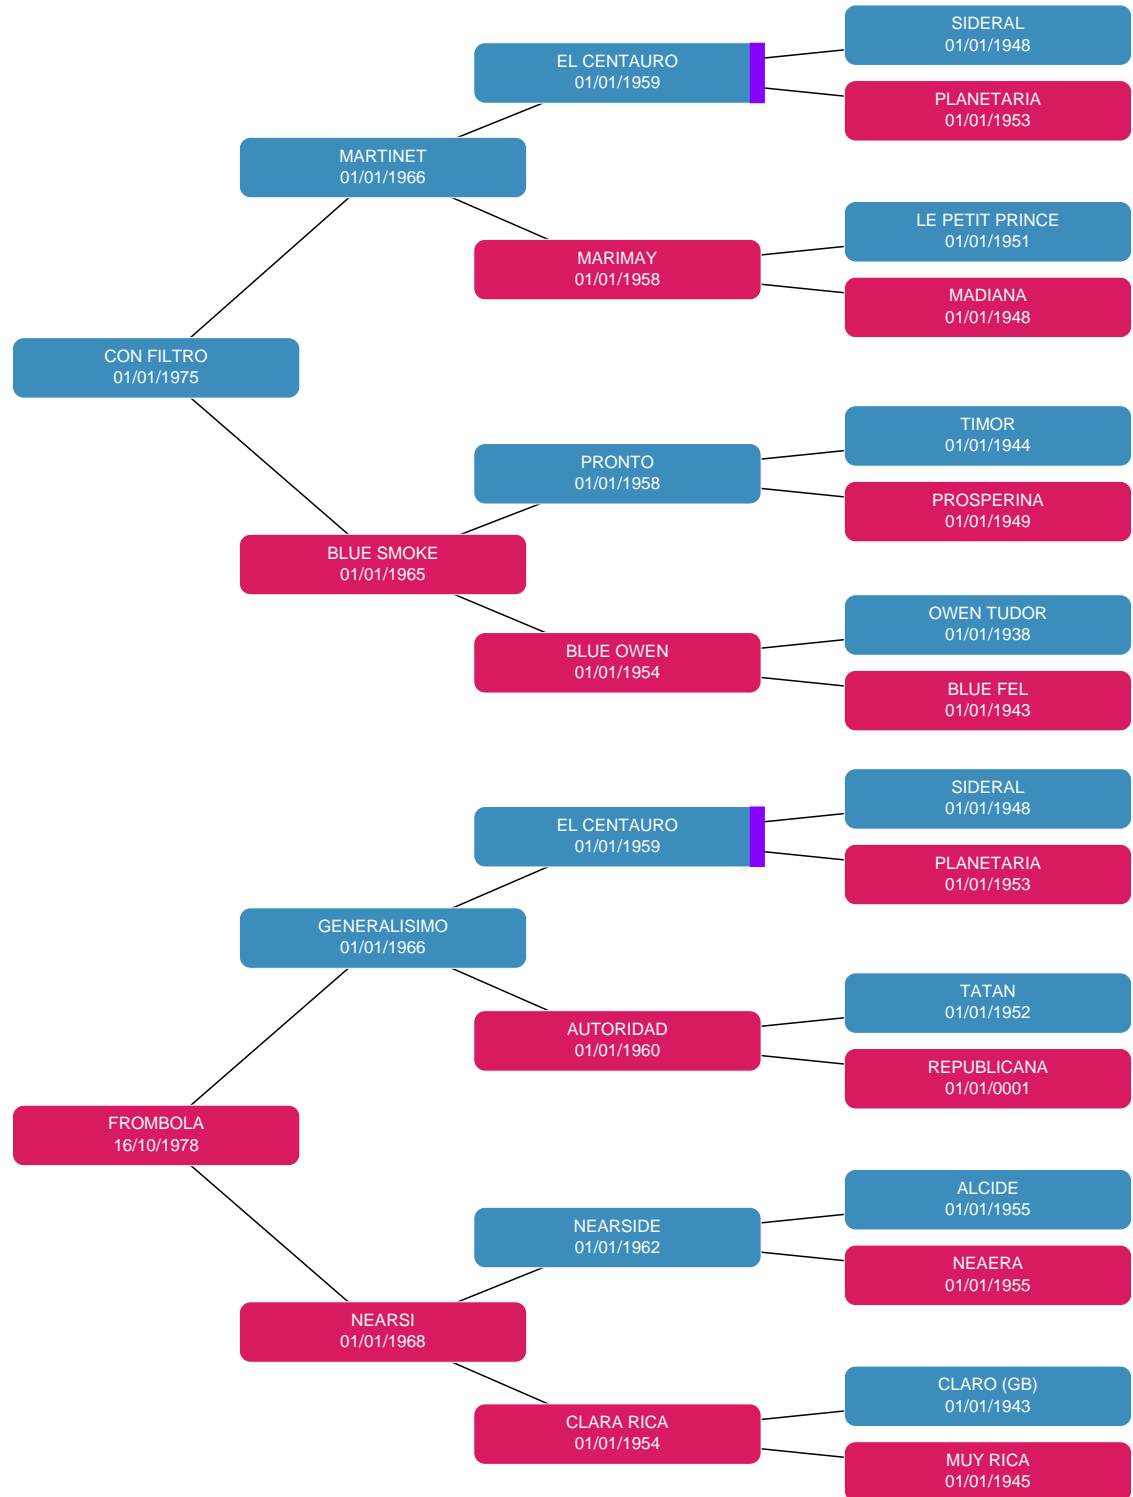 SIDERAL
01/01/1948
EL CENTAURO
01/01/1959
PLANETARIA
01/01/1953
MARTINET
01/01/1966
LE PETIT PRINCE
01/01/1951
MARIMAY
01/01/1958
MADIANA
01/01/1948
CON FILTRO
01/01/1975
TIMOR
01/01/1944
PRONTO
01/01/1958
PROSPERINA
01/01/1949
BLUE SMOKE
01/01/1965
OWEN TUDOR
01/01/1938
BLUE OWEN
01/01/1954
BLUE FEL
01/01/1943
SIDERAL
01/01/1948
EL CENTAURO
01/01/1959
PLANETARIA
01/01/1953
GENERALISIMO
01/01/1966
TATAN
01/01/1952
AUTORIDAD
01/01/1960
REPUBLICANA
01/01/0001
FROMBOLA
16/10/1978
ALCIDE
01/01/1955
NEARSIDE
01/01/1962
NEAERA
01/01/1955
NEARSI
01/01/1968
CLARO (GB)
01/01/1943
CLARA RICA
01/01/1954
MUY RICA
01/01/1945